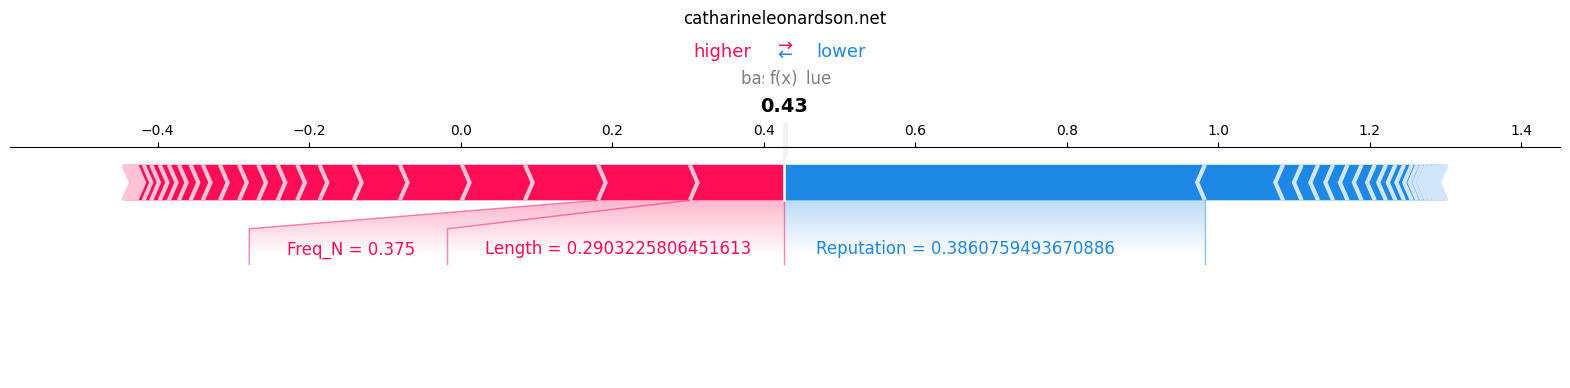 catharineleonardson.net
higher ⇄ lower
f(x)
0.43
−0.4 −0.2 0.0 0.2 0.4 0.6 0.8 1.0 1.2 1.4
Freq_N = 0.375 Length = 0.2903225806451613 Reputation = 0.3860759493670886